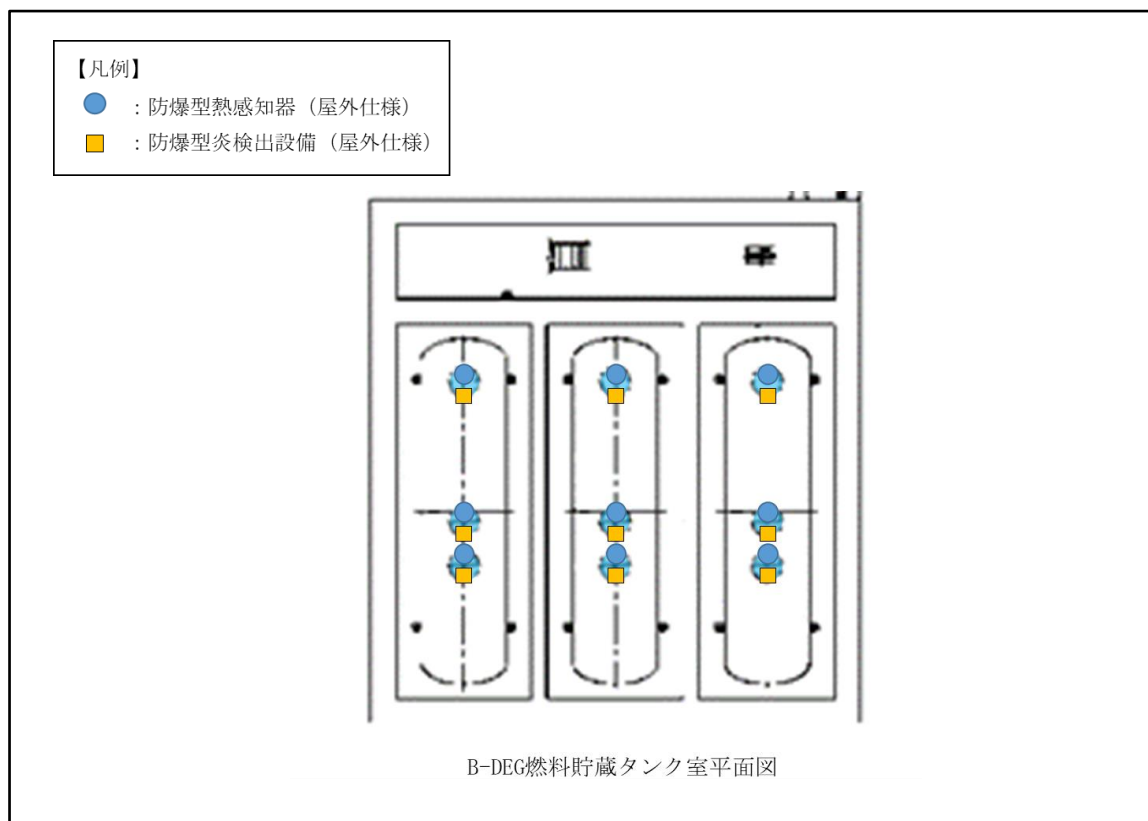 【凡例】
：防爆型熱感知器（屋外仕様）
：防爆型炎検出設備（屋外仕様）
B-DEG燃料貯蔵タンク室平面図